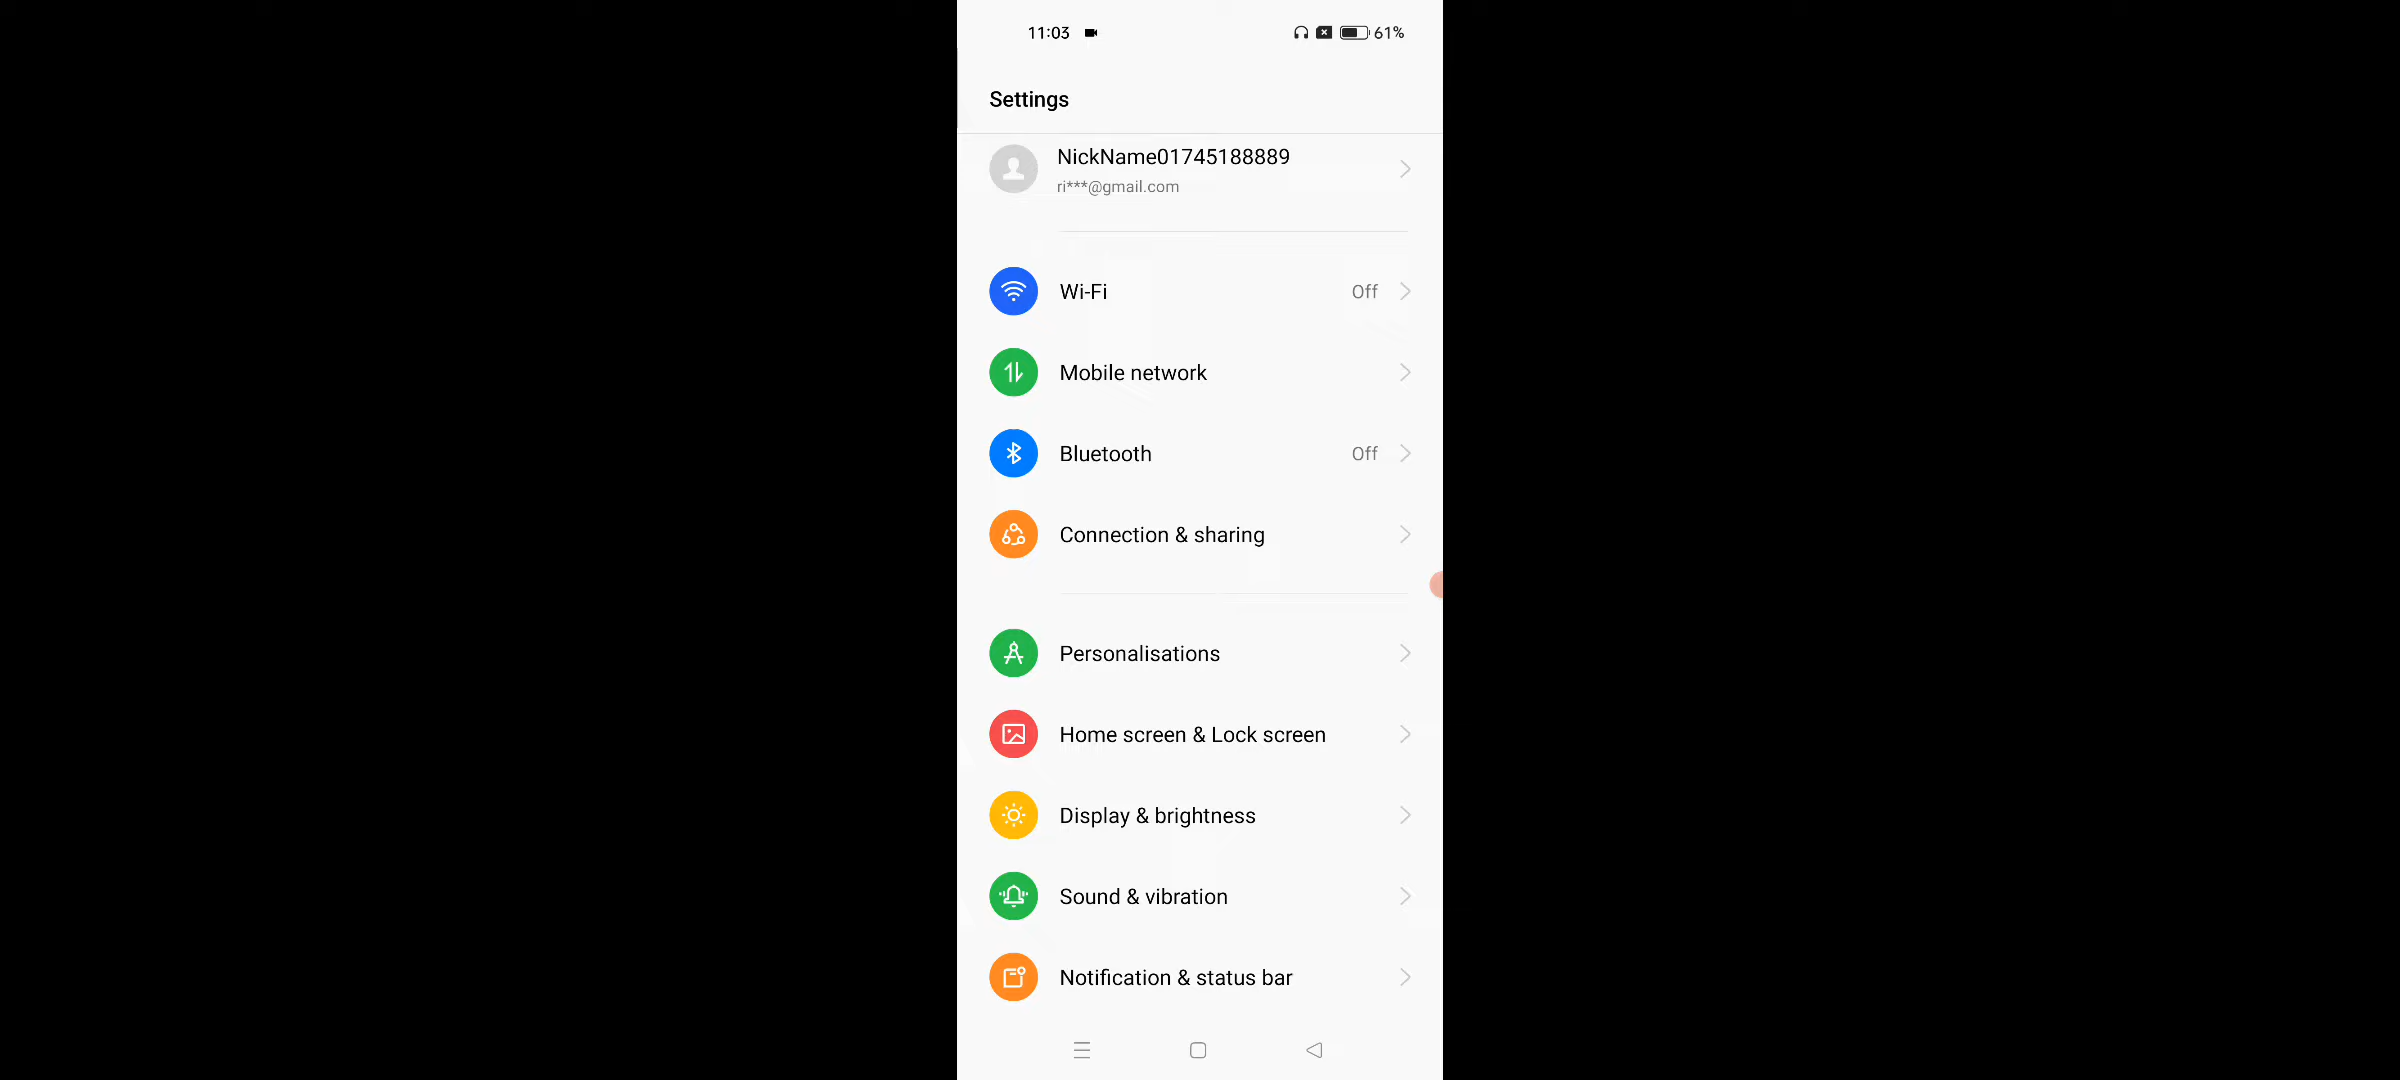 11:03
61%
Settings
NickName01745188889
ri***@gmail.com
Wi-Fi
Off
Mobile network
Bluetooth
Off
Connection & sharing
Personalisations
Home screen & Lock screen
Display & brightness
Sound & vibration
Notification & status bar